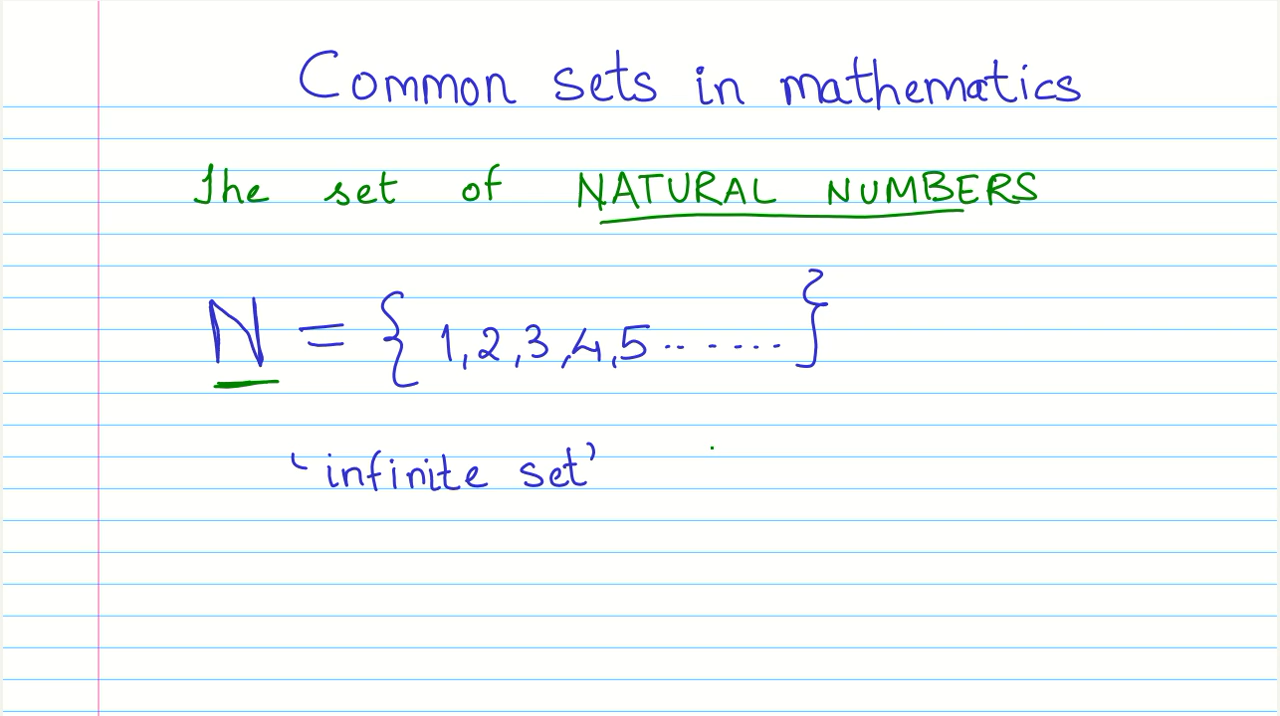 Common sets in mathematics
The set of NATURAL NUMBERS
N = { 1,2,3,4,5........ }
'infinite set'